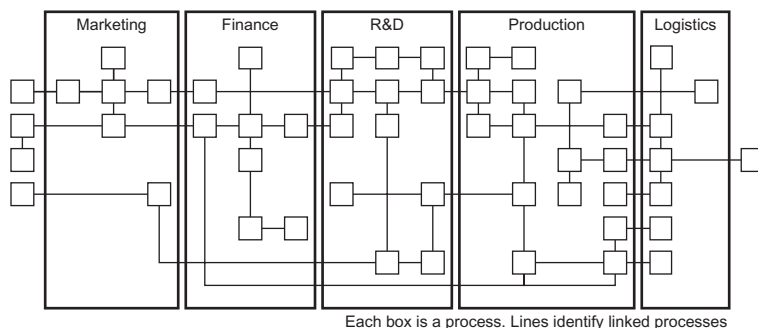 Marketing
Finance
R&D
Production
Logistics
Each box is a process. Lines identify linked processes